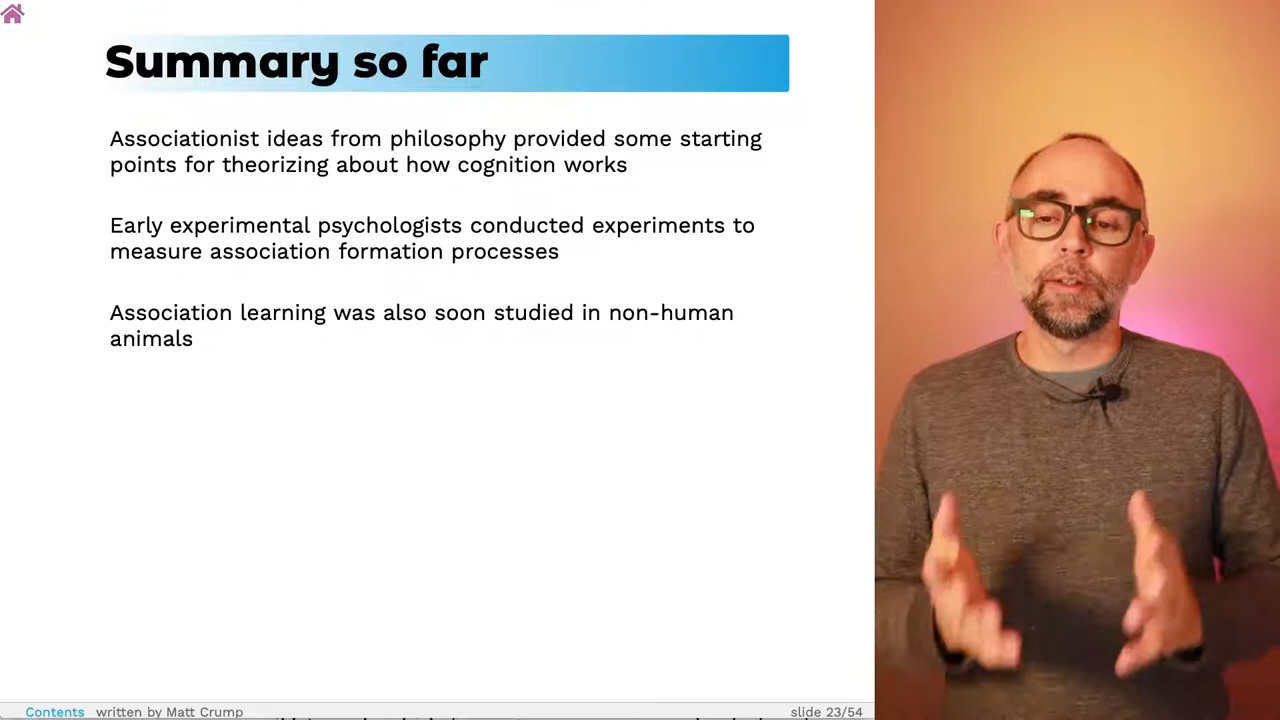 Summary so far
Associationist ideas from philosophy provided some starting
points for theorizing about how cognition works
Early experimental psychologists conducted experiments to
measure association formation processes
Association learning was also soon studied in non-human
animals
Contents written by Matt Crump
slide 23/54